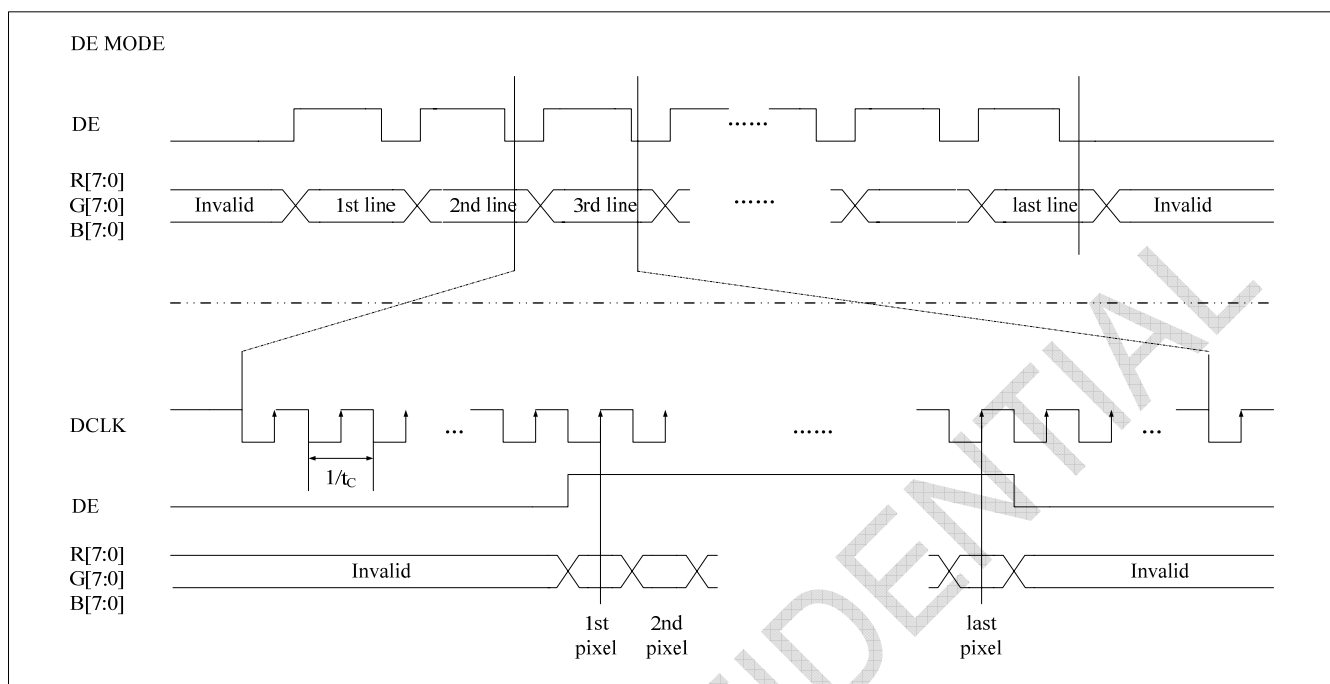 DE MODE
DE
R[7:0]
G[7:0]
B[7:0]
Invalid 1st line 2nd line 3rd line ...... last line Invalid
......
DCLK
... ...... ...
1/tC
DE
R[7:0]
G[7:0]
B[7:0]
Invalid Invalid
1st pixel
2nd pixel
last pixel